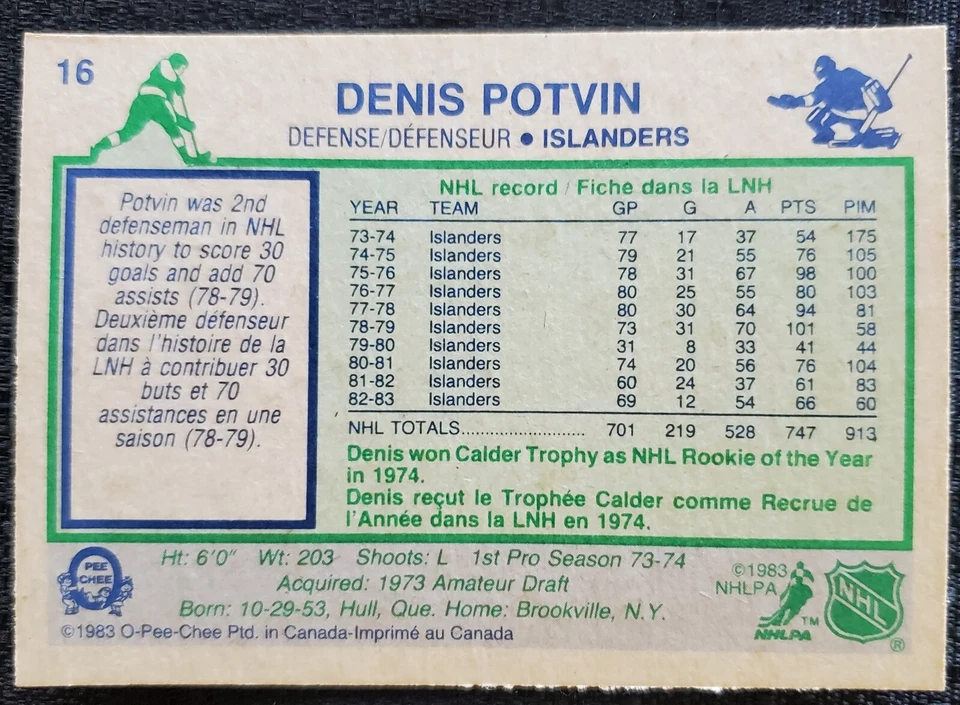 16
DENIS POTVIN
DEFENSE/DÉFENSEUR • ISLANDERS
Potvin was 2nd
defenseman in NHL
history to score 30
goals and add 70
assists (78-79).
Deuxième défenseur
dans l'histoire de la
LNH à contribuer 30
buts et 70
assistances en une
saison (78-79).
NHL record / Fiche dans la LNH
YEAR TEAM GP G A PTS PIM
73-74 Islanders 77 17 37 54 175
74-75 Islanders 79 21 55 76 105
75-76 Islanders 78 31 67 98 100
76-77 Islanders 80 25 55 80 103
77-78 Islanders 80 30 64 94 81
78-79 Islanders 73 31 70 101 58
79-80 Islanders 31 8 33 41 44
80-81 Islanders 74 20 56 76 104
81-82 Islanders 60 24 37 61 83
82-83 Islanders 69 12 54 66 60
NHL TOTALS.......................... 701 219 528 747 913
Denis won Calder Trophy as NHL Rookie of the Year
in 1974.
Denis reçut le Trophée Calder comme Recrue de
l'Année dans la LNH en 1974.
PEE
CHEE
Ht: 6'0" Wt: 203 Shoots: L 1st Pro Season 73-74
Acquired: 1973 Amateur Draft
Born: 10-29-53, Hull, Que. Home: Brookville, N.Y.
©1983 O-Pee-Chee Ptd. in Canada-Imprimé au Canada
©1983
NHLPA
TM
NHLPA
NHL
®